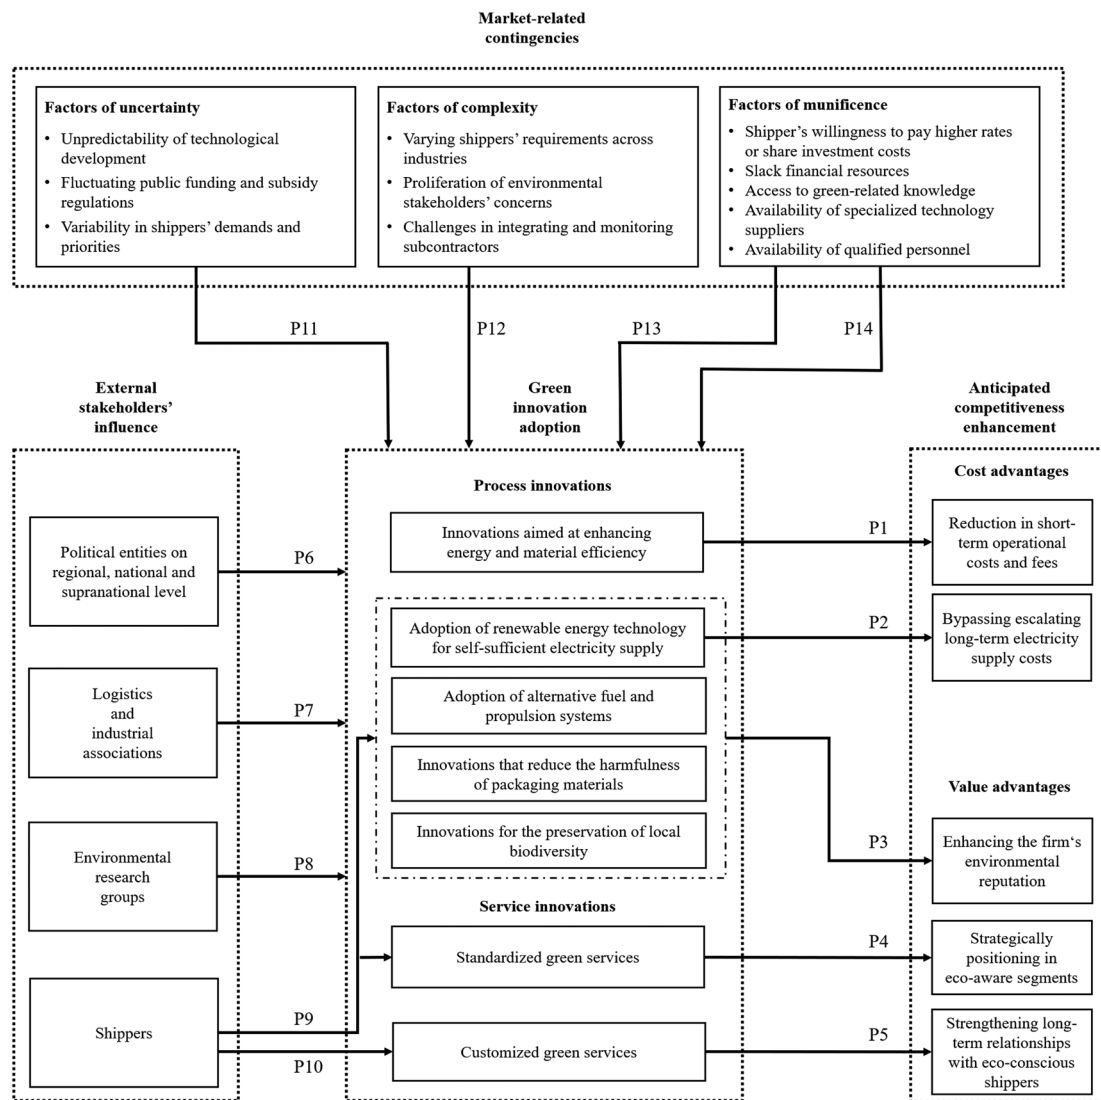 Market-related
contingencies
Factors of uncertainty
• Unpredictability of technological
development
• Fluctuating public funding and subsidy
regulations
• Variability in shippers’ demands and
priorities
Factors of complexity
• Varying shippers’ requirements across
industries
• Proliferation of environmental
stakeholders’ concerns
• Challenges in integrating and monitoring
subcontractors
Factors of munificence
• Shipper’s willingness to pay higher rates
or share investment costs
• Slack financial resources
• Access to green-related knowledge
• Availability of specialized technology
suppliers
• Availability of qualified personnel
P11
P12
P13
P14
External
stakeholders’
influence
Green
innovation
adoption
Anticipated
competitiveness
enhancement
Political entities on
regional, national and
supranational level
Logistics
and
industrial
associations
Environmental
research
groups
Shippers
P6
P7
P8
P9
P10
Process innovations
Innovations aimed at enhancing
energy and material efficiency
Adoption of renewable energy technology
for self-sufficient electricity supply
Adoption of alternative fuel and
propulsion systems
Innovations that reduce the harmfulness
of packaging materials
Innovations for the preservation of local
biodiversity
Service innovations
Standardized green services
Customized green services
P1
P2
P3
P4
P5
Cost advantages
Reduction in short-
term operational
costs and fees
Bypassing escalating
long-term electricity
supply costs
Value advantages
Enhancing the firm‘s
environmental
reputation
Strategically
positioning in
eco-aware segments
Strengthening long-
term relationships
with eco-conscious
shippers